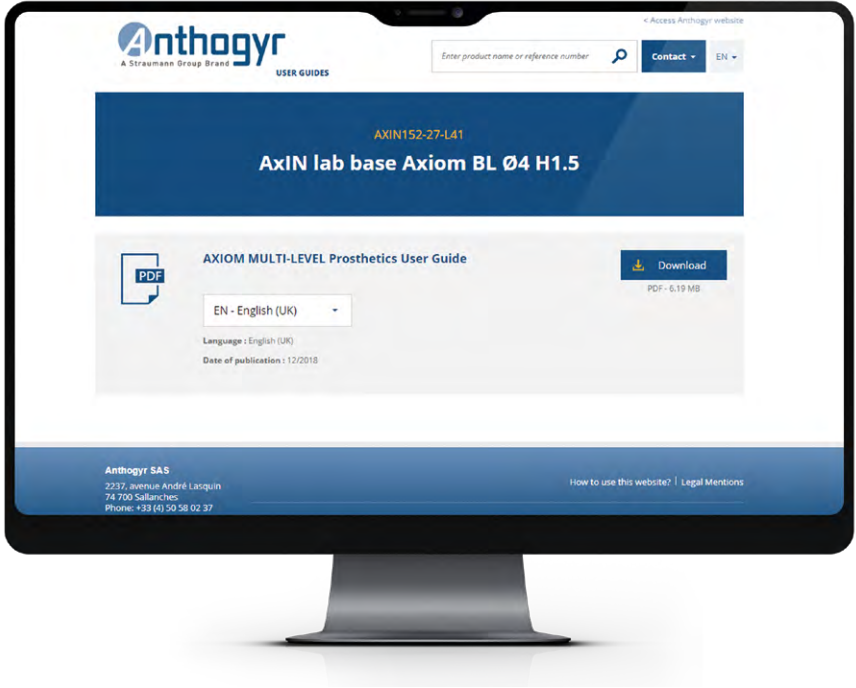 < Access Anthogyr website
Anthogyr
A Straumann Group Brand
USER GUIDES
Enter product name or reference number
Contact
EN
AXIN152-27-L41
AxIN lab base Axiom BL Ø4 H1.5
PDF
AXIOM MULTI-LEVEL Prosthetics User Guide
Download
PDF - 6.19 MB
EN - English (UK)
Language : English (UK)
Date of publication : 12/2018
Anthogyr SAS
2237, avenue André Lasquin
74 700 Sallanches
Phone: +33 (4) 50 58 02 37
How to use this website? | Legal Mentions